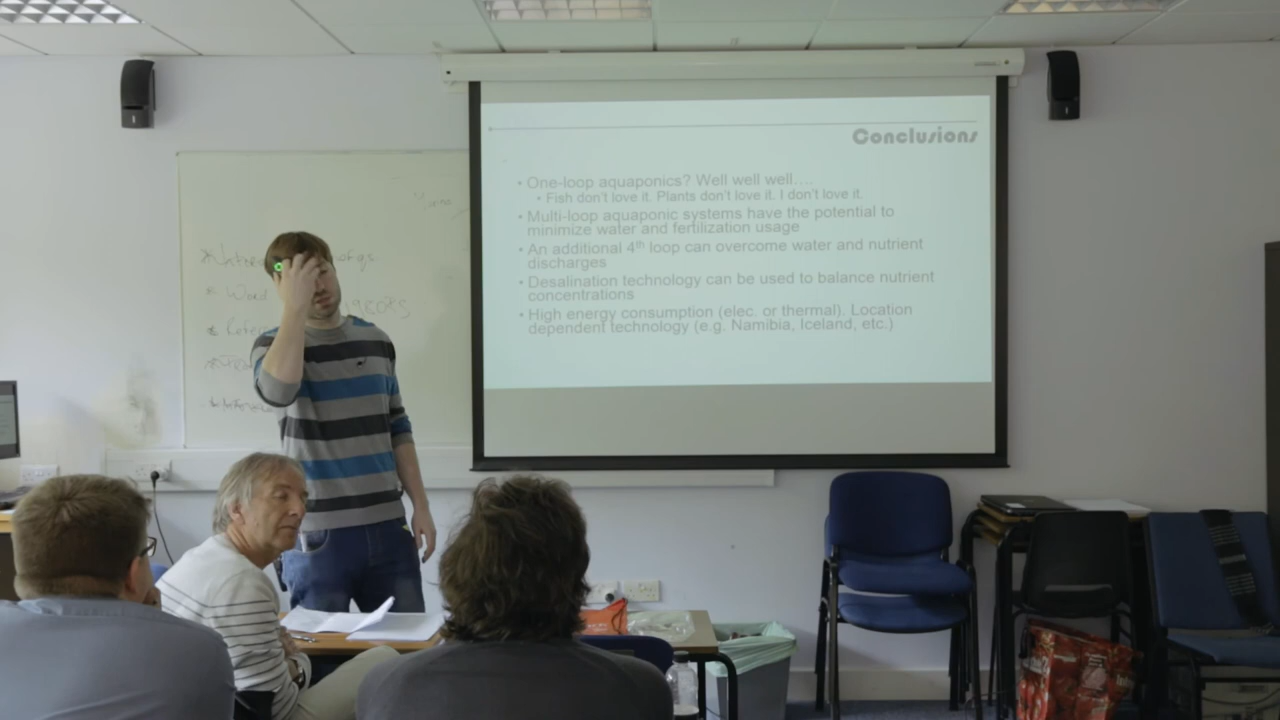 Conclusions
• One-loop aquaponics? Well well well….
• Fish don't love it. Plants don't love it. I don't love it.
• Multi-loop aquaponic systems have the potential to
minimize water and fertilization usage
• An additional 4th loop can overcome water and nutrient
discharges
• Desalination technology can be used to balance nutrient
concentrations
• High energy consumption (elec. or thermal). Location
dependent technology (e.g. Namibia, Iceland, etc.)
* Word